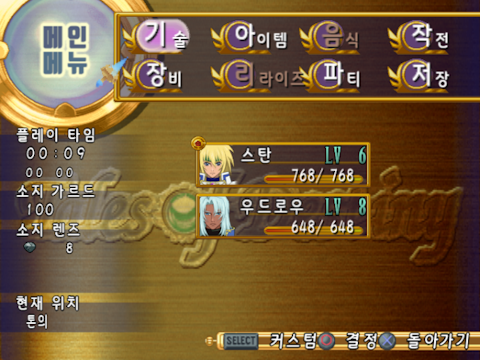 메인
메뉴
기술 아이템 음식 작전
장비 리라이즈 파티 저장
플레이 타임
00:09
00 00
소지 가르드
100
소지 렌즈
8
현재 위치
톤의
스탄 LV 6
768/768
우드로우 LV 8
648/648
Tales of Destiny
SELECT 커스텀 결정 돌아가기